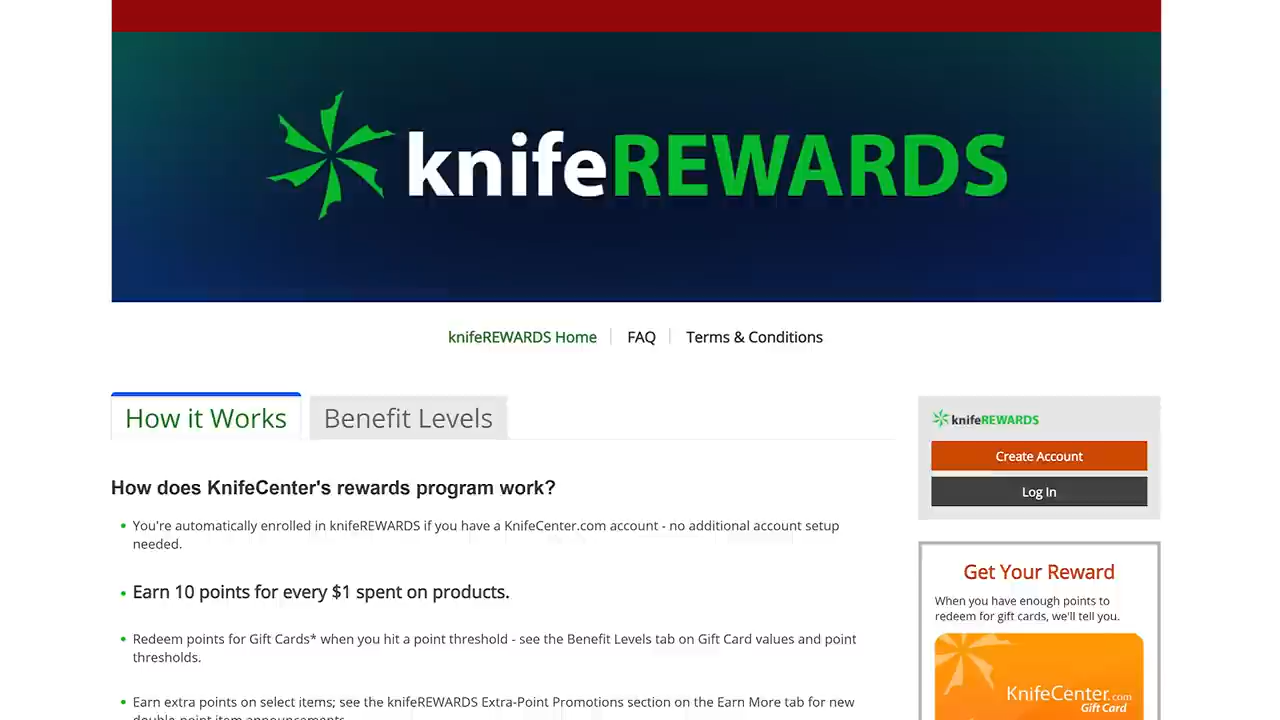 knifeREWARDS
knifeREWARDS Home
FAQ
Terms & Conditions
How it Works
Benefit Levels
How does KnifeCenter's rewards program work?
You're automatically enrolled in knifeREWARDS if you have a KnifeCenter.com account - no additional account setup
needed.
Earn 10 points for every $1 spent on products.
Redeem points for Gift Cards* when you hit a point threshold - see the Benefit Levels tab on Gift Card values and point
thresholds.
Earn extra points on select items; see the knifeREWARDS Extra-Point Promotions section on the Earn More tab for new
double point item announcements.
knifeREWARDS
Create Account
Log In
Get Your Reward
When you have enough points to
redeem for gift cards, we'll tell you.
KnifeCenter.com
Gift Card